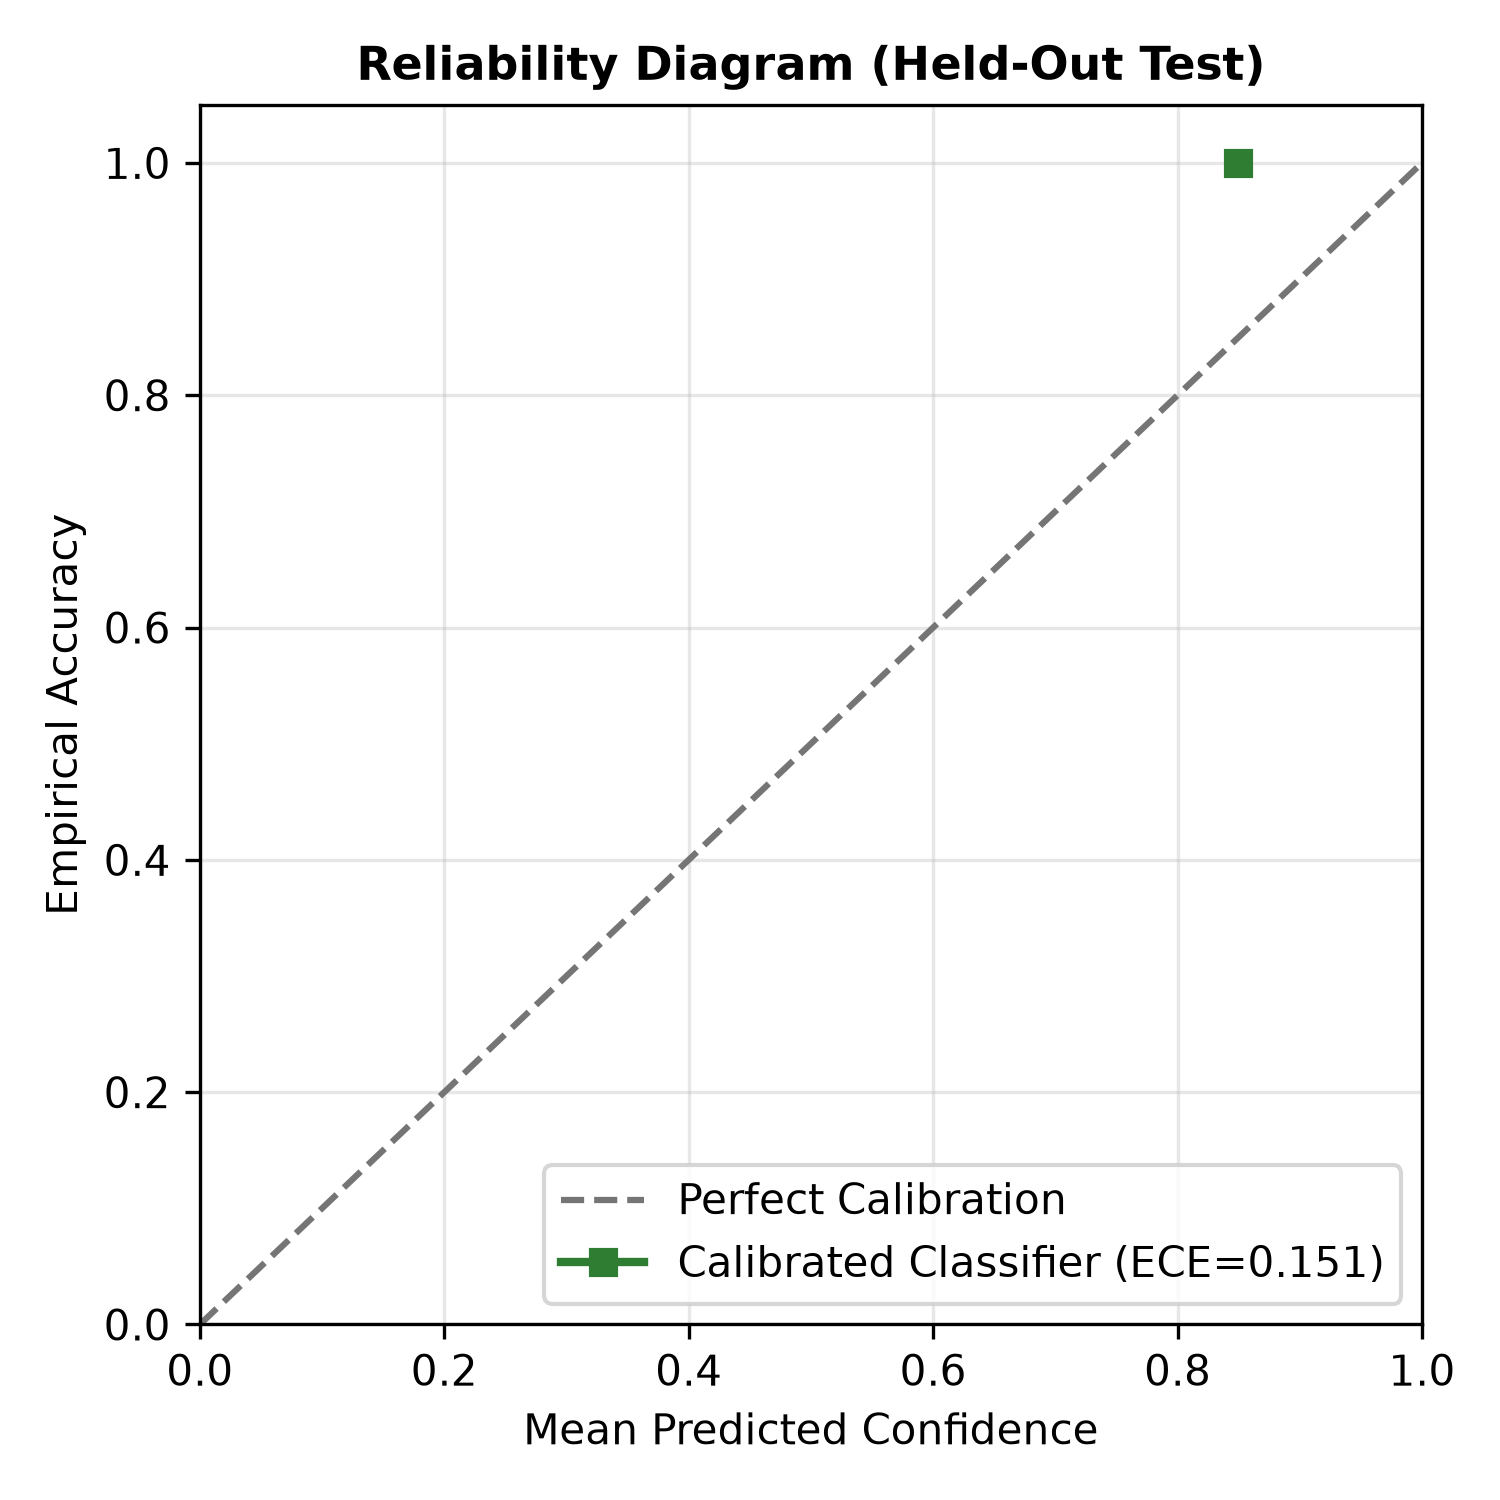 Reliability Diagram (Held-Out Test)
Empirical Accuracy
1.0
0.8
0.6
0.4
0.2
0.0
0.0 0.2 0.4 0.6 0.8 1.0
Mean Predicted Confidence
Perfect Calibration
Calibrated Classifier (ECE=0.151)